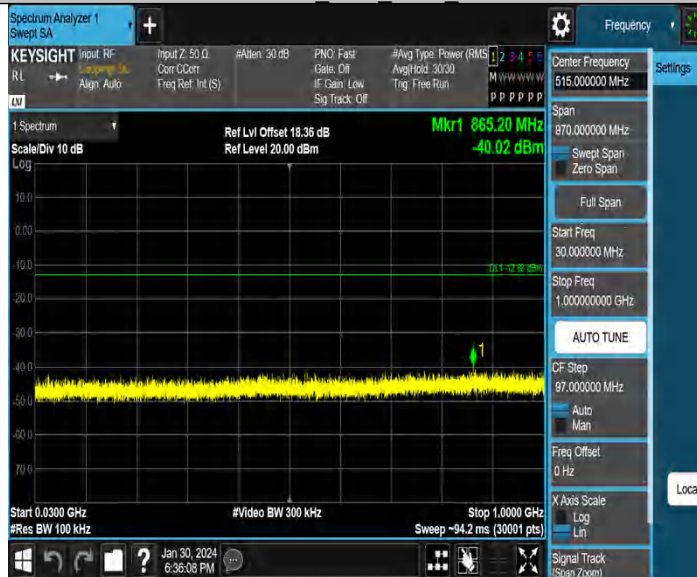 Spectrum Analyzer 1
Swept SA
+
Frequency
KEYSIGHT
RL
Input: RF
Align: Auto
Input Z: 50 Ω
Corr CCorr
Freq Ref: Int (S)
#Atten: 30 dB
PNO: Fast
Gate: Off
IF Gain: Low
Sig Track: Off
#Avg Type: Power (RMS
Avg|Hold: 30/30
Trig: Free Run
1 2 3 4 5 6
M W W W W W
P P P P P P
1 Spectrum
Scale/Div 10 dB
Log
Ref Lvl Offset 18.36 dB
Ref Level 20.00 dBm
Mkr1 865.20 MHz
-40.02 dBm
10.0
0.00
-10.0
-20.0
-30.0
-40.0
-50.0
-60.0
-70.0
1
Start 0.0300 GHz
#Res BW 100 kHz
#Video BW 300 kHz
Stop 1.0000 GHz
Sweep ~94.2 ms (30001 pts)
?
Jan 30, 2024
6:36:08 PM
Center Frequency
515.000000 MHz
Span
970.000000 MHz
Swept Span
Zero Span
Full Span
Start Freq
30.000000 MHz
Stop Freq
1.000000000 GHz
AUTO TUNE
CF Step
97.000000 MHz
Auto
Man
Freq Offset
0 Hz
X Axis Scale
Log
Lin
Signal Track
(Span Zoom)
Settings
Loca